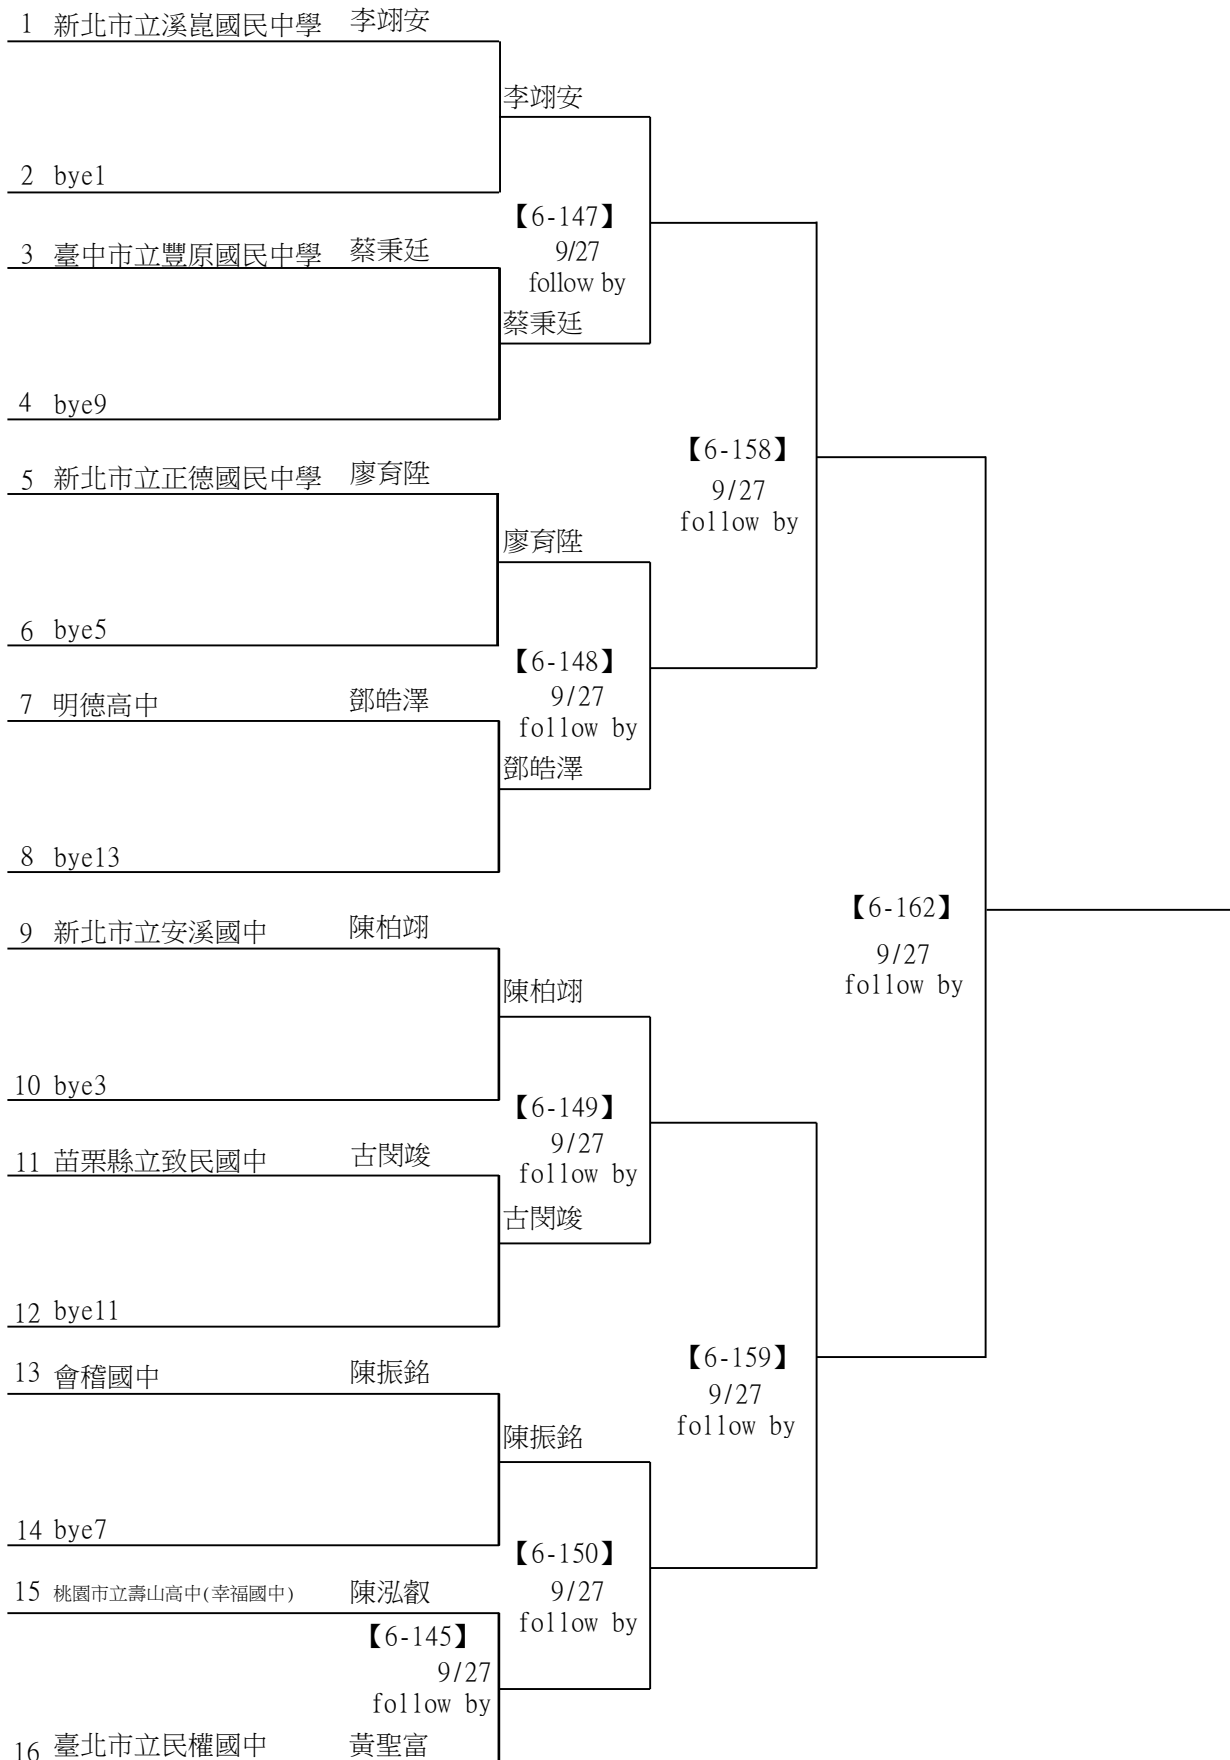 1 新北市立溪崑國民中學 李翊安
李翊安
2 bye1
【6-147】
3 臺中市立豐原國民中學 蔡秉廷
9/27
follow by
蔡秉廷
4 bye9
【6-158】
5 新北市立正德國民中學 廖育陞
9/27
follow by
廖育陞
6 bye5
【6-148】
9/27
7 明德高中 鄧皓澤
follow by
鄧皓澤
8 bye13
【6-162】
9 新北市立安溪國中 陳柏翊
9/27
follow by
陳柏翊
10 bye3
【6-149】
9/27
11 苗栗縣立致民國中 古閔竣
follow by
古閔竣
12 bye11
【6-159】
13 會稽國中 陳振銘
9/27
follow by
陳振銘
14 bye7
【6-150】
15 桃園市立壽山高中(幸福國中) 陳泓叡
9/27
follow by
【6-145】
9/27
follow by
16 臺北市立民權國中 黃聖富